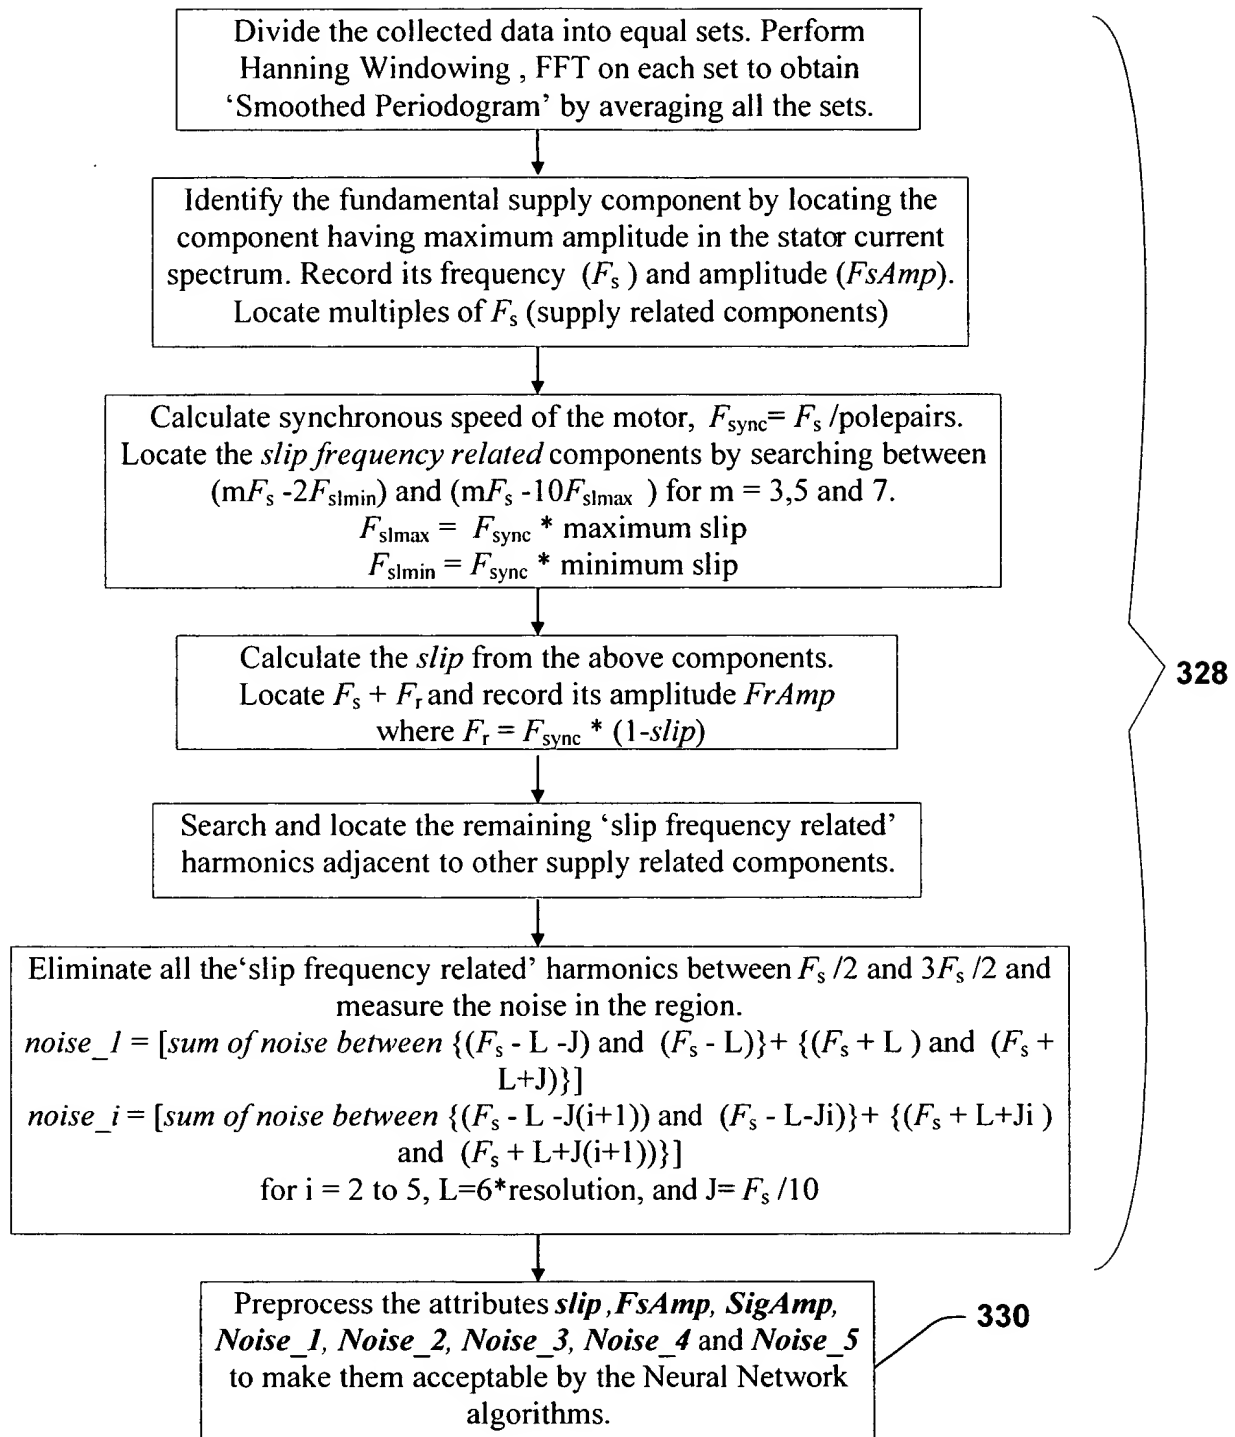 Divide the collected data into equal sets. Perform
Hanning Windowing , FFT on each set to obtain
‘Smoothed Periodogram’ by averaging all the sets.
Identify the fundamental supply component by locating the
component having maximum amplitude in the stator current
spectrum. Record its frequency (Fs ) and amplitude (FsAmp).
Locate multiples of Fs (supply related components)
Calculate synchronous speed of the motor, Fsync= Fs /polepairs.
Locate the slip frequency related components by searching between
(mFs -2Fslmin) and (mFs -10Fslmax ) for m = 3,5 and 7.
Fslmax = Fsync * maximum slip
Fslmin = Fsync * minimum slip
Calculate the slip from the above components.
Locate Fs + Fr and record its amplitude FrAmp
where Fr = Fsync * (1-slip)
328
Search and locate the remaining ‘slip frequency related’
harmonics adjacent to other supply related components.
Eliminate all the‘slip frequency related’ harmonics between Fs /2 and 3Fs /2 and
measure the noise in the region.
noise_1 = [sum of noise between {(Fs - L -J) and (Fs - L)}+ {(Fs + L ) and (Fs +
L+J)}]
noise_i = [sum of noise between {(Fs - L -J(i+1)) and (Fs - L-Ji)}+ {(Fs + L+Ji )
and (Fs + L+J(i+1))}]
for i = 2 to 5, L=6*resolution, and J= Fs /10
Preprocess the attributes slip ,FsAmp, SigAmp,
Noise_1, Noise_2, Noise_3, Noise_4 and Noise_5
to make them acceptable by the Neural Network
algorithms.
330